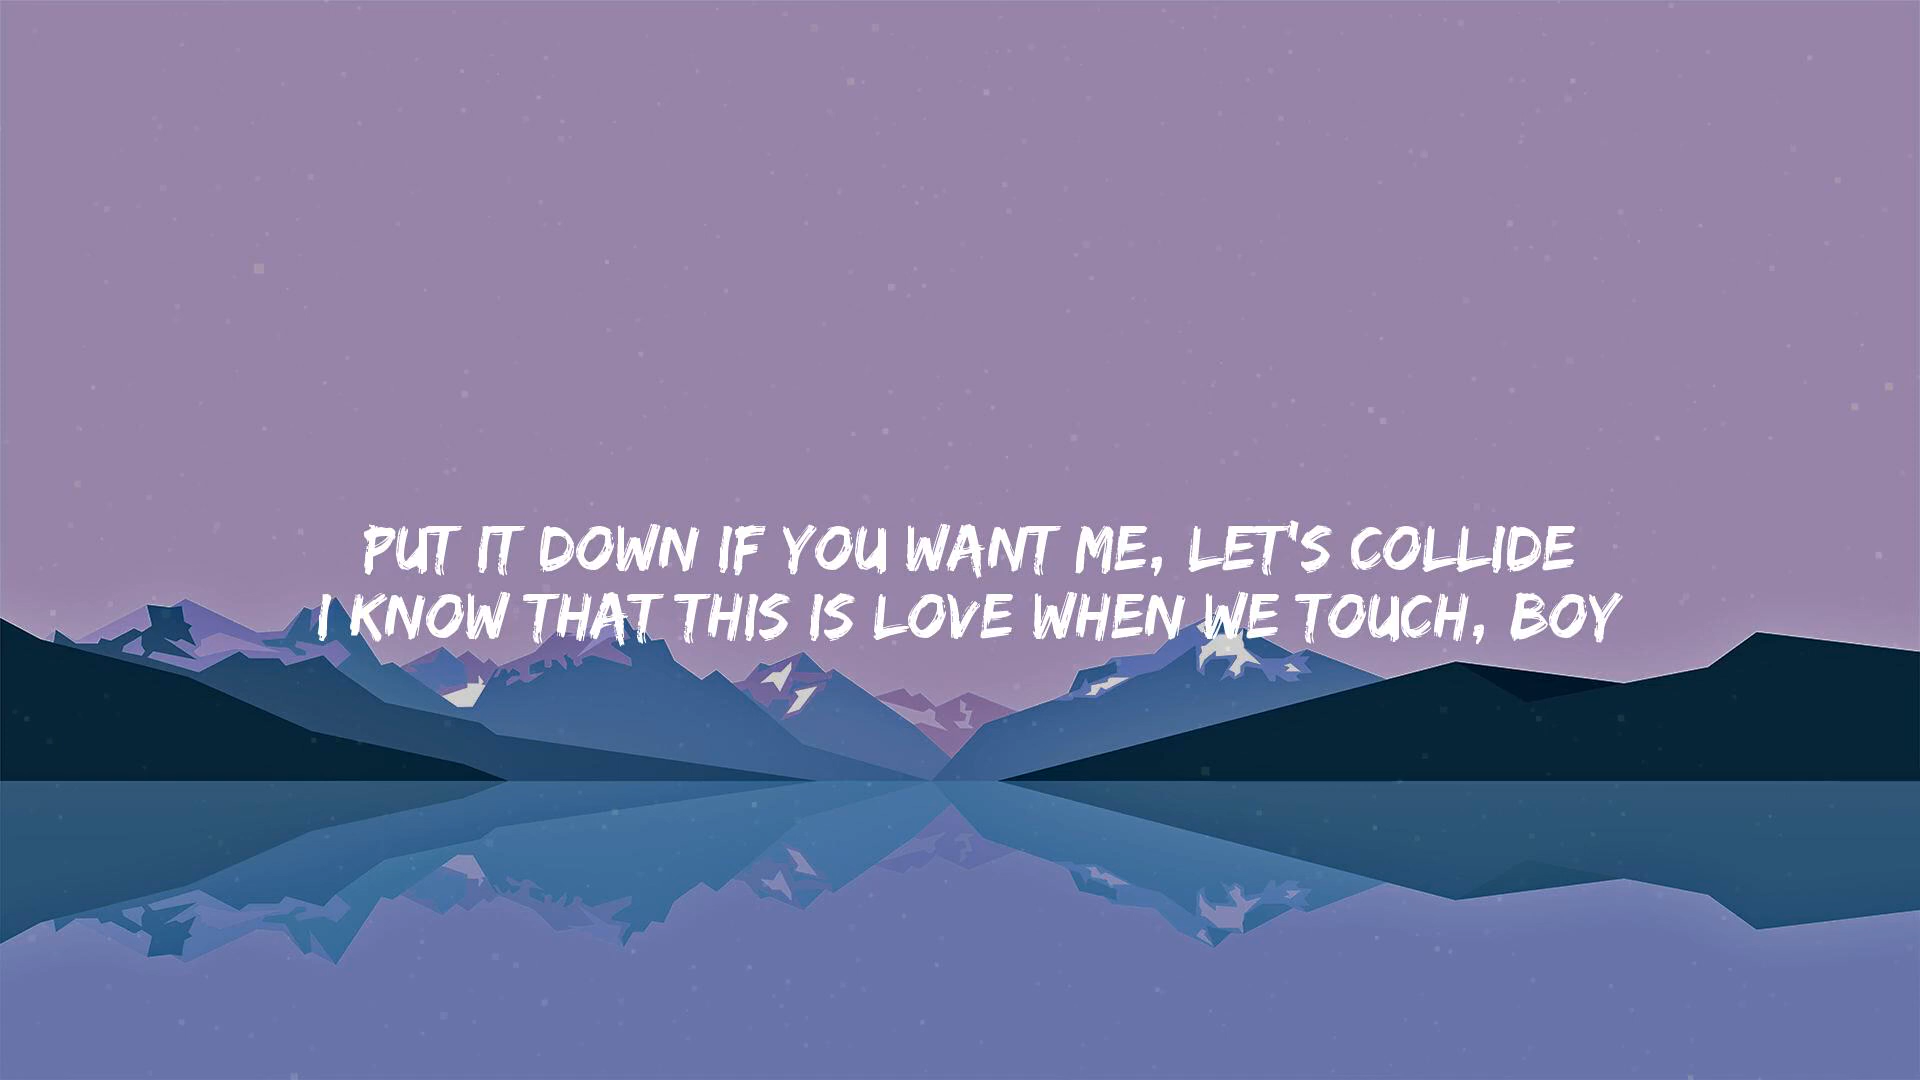 PUT IT DOWN IF YOU WANT ME, LET'S COLLIDE
I KNOW THAT THIS IS LOVE WHEN WE TOUCH, BOY